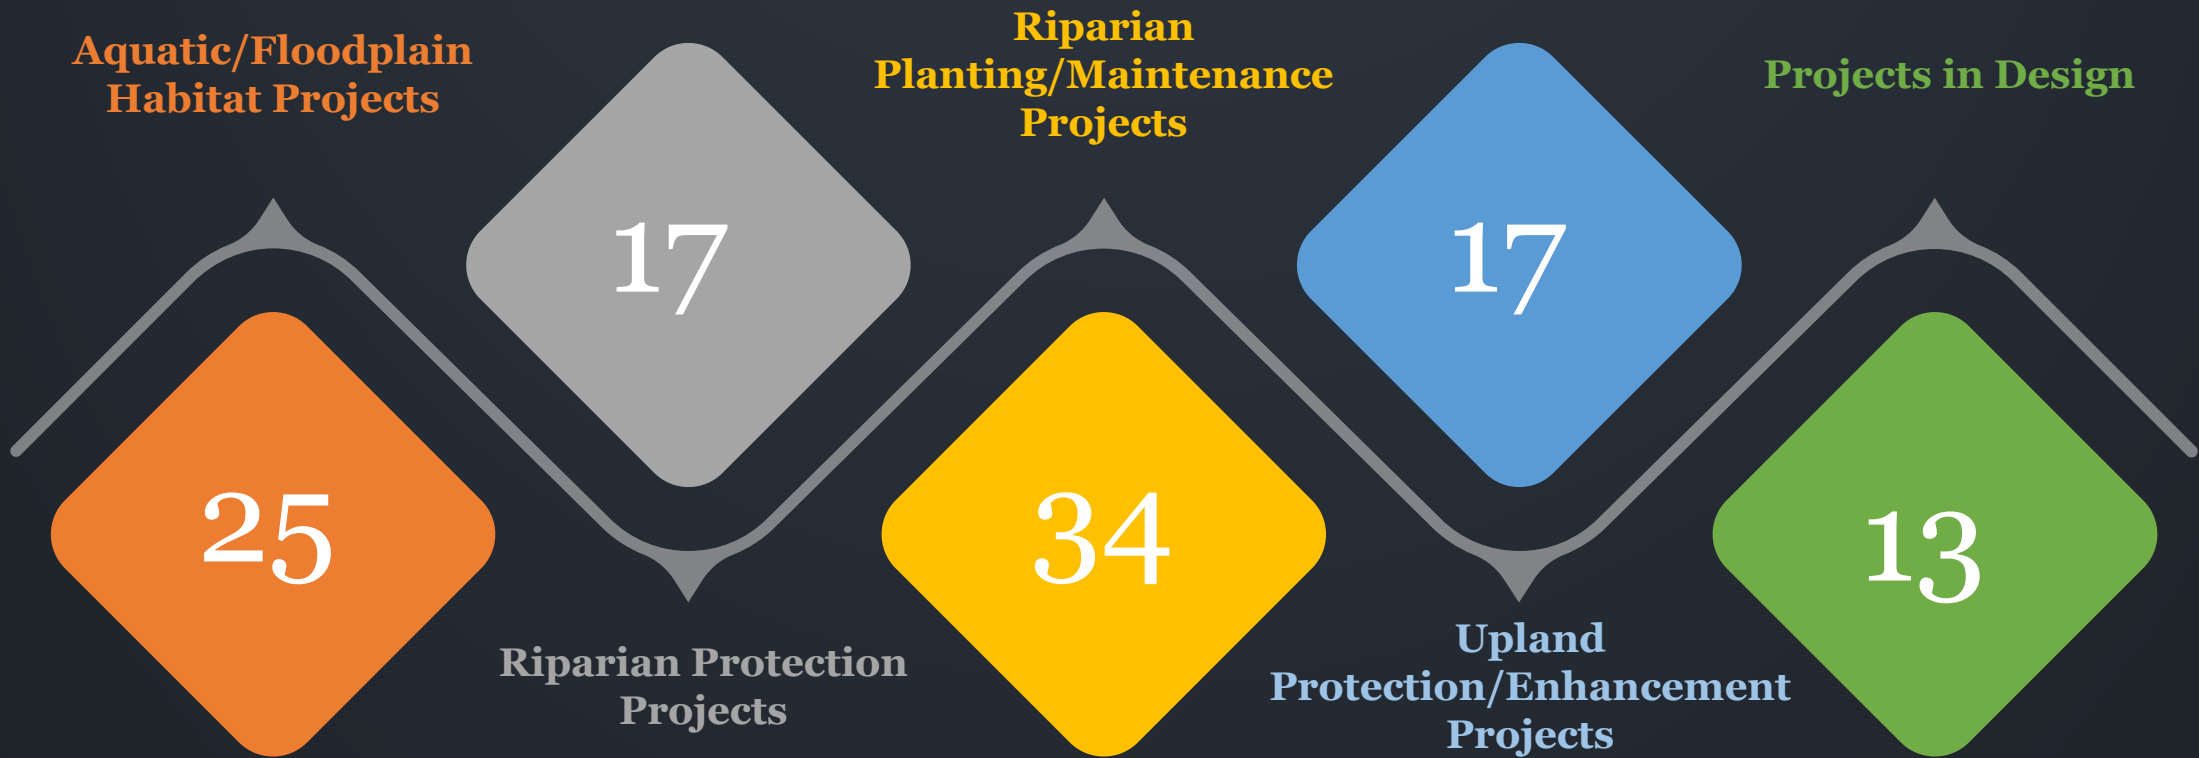 Aquatic/Floodplain
Habitat Projects
25
17
Riparian Protection
Projects
Riparian
Planting/Maintenance
Projects
34
17
Upland
Protection/Enhancement
Projects
Projects in Design
13